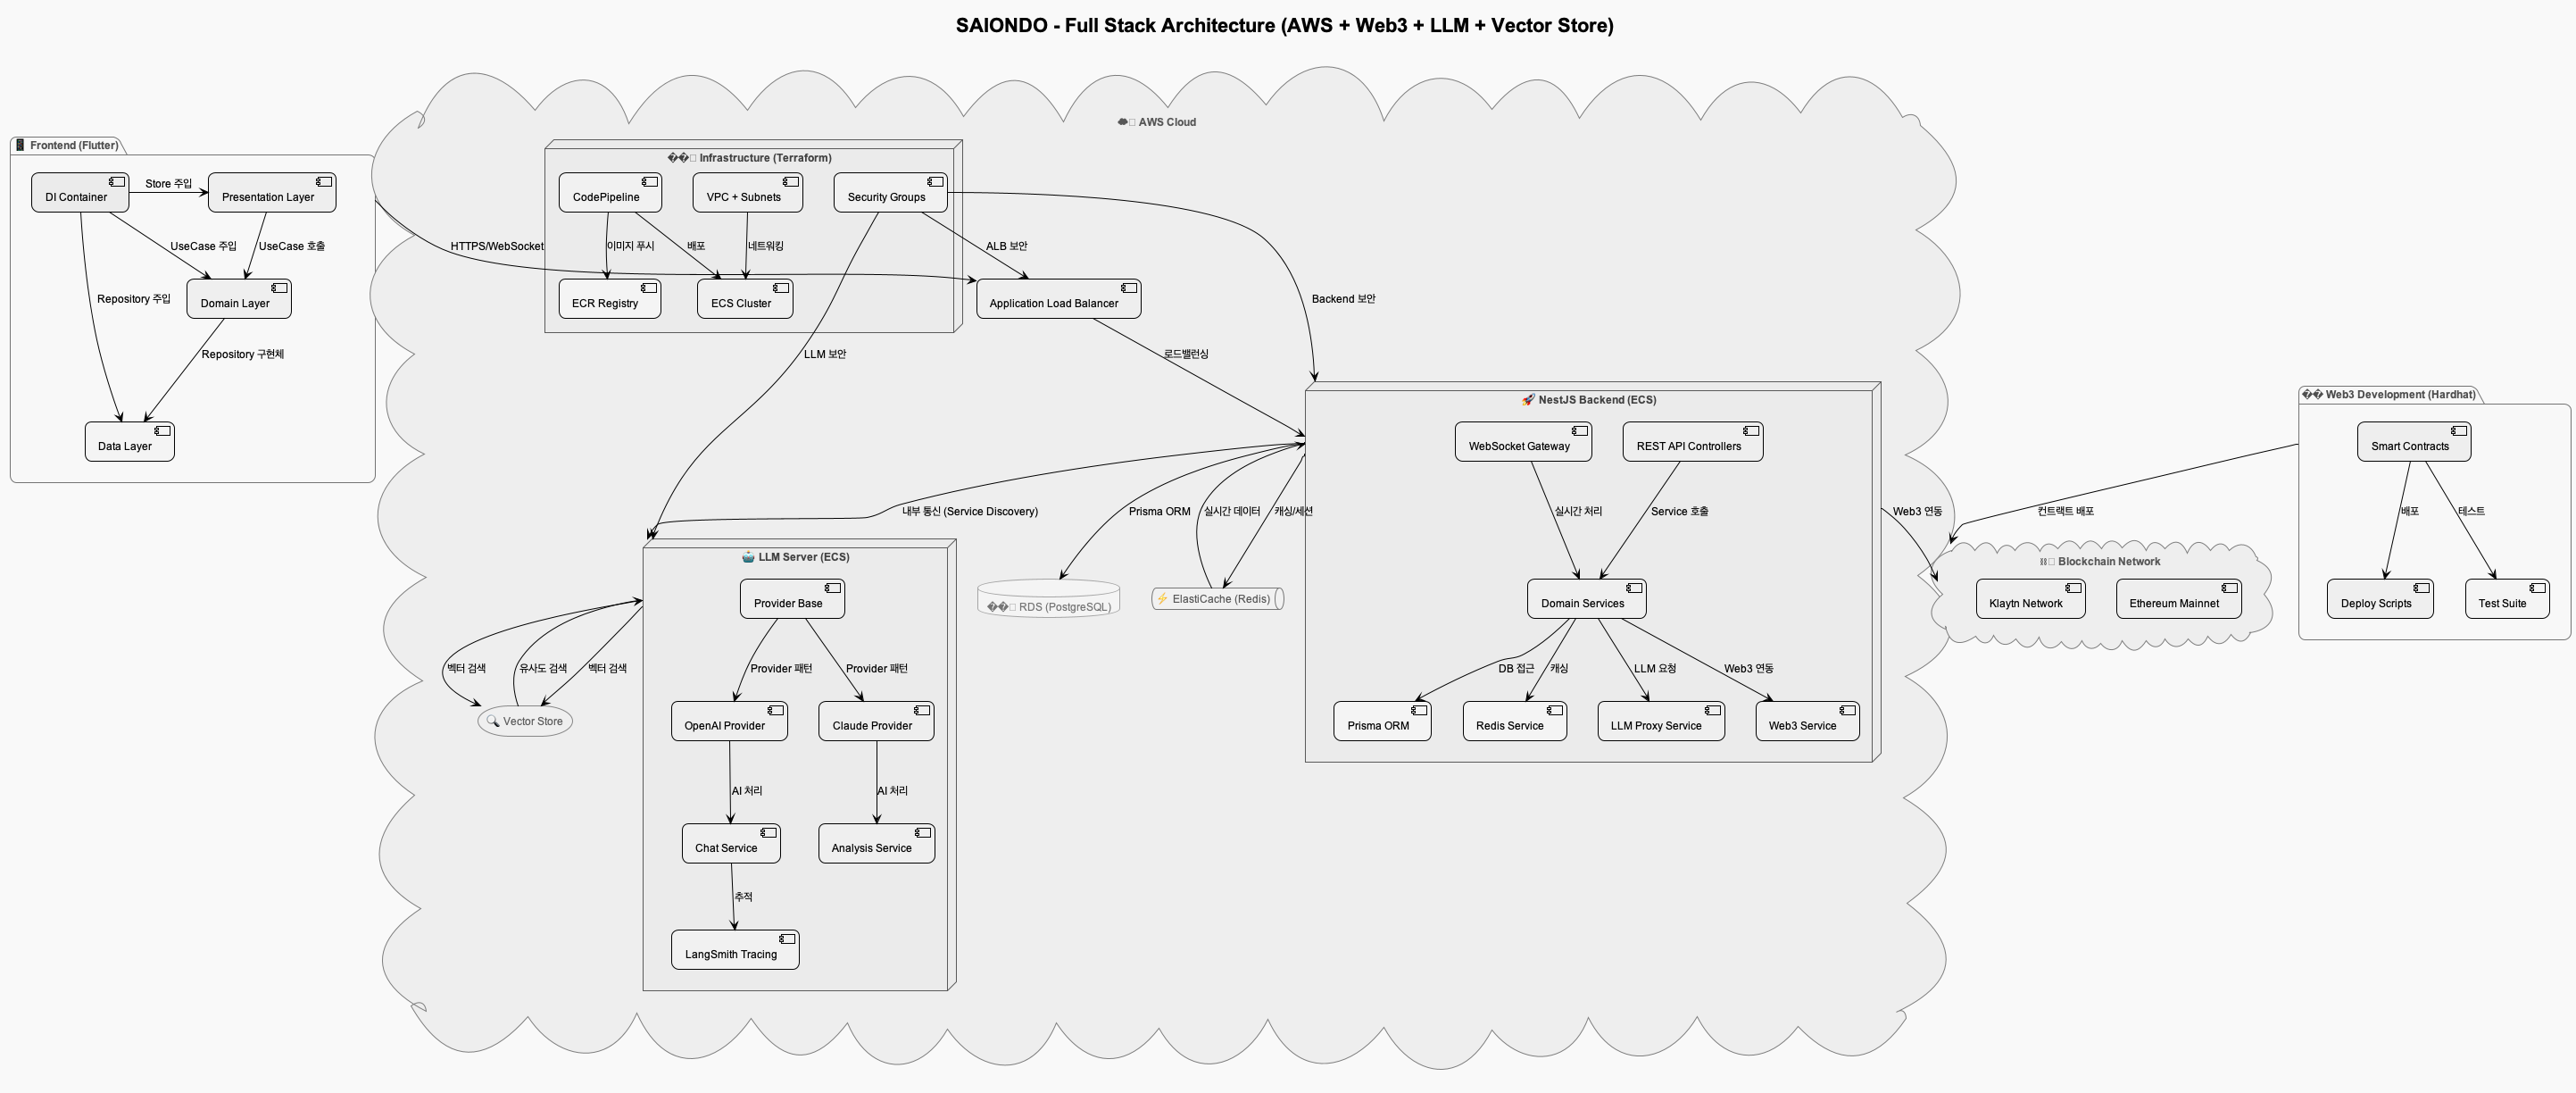 SAIONDO - Full Stack Architecture (AWS + Web3 + LLM + Vector Store)
AWS Cloud
Frontend (Flutter)
DI Container
Store 주입
Presentation Layer
UseCase 주입
UseCase 호출
Repository 주입
Domain Layer
Repository 구현체
Data Layer
HTTPS/WebSocket
Infrastructure (Terraform)
CodePipeline
VPC + Subnets
Security Groups
이미지 푸시
배포
네트워킹
ALB 보안
ECR Registry
ECS Cluster
Application Load Balancer
Backend 보안
LLM 보안
로드밸런싱
NestJS Backend (ECS)
WebSocket Gateway
REST API Controllers
내부 통신 (Service Discovery)
Prisma ORM
실시간 데이터
캐싱/세션
실시간 처리
Service 호출
Web3 연동
LLM Server (ECS)
Provider Base
RDS (PostgreSQL)
ElastiCache (Redis)
Domain Services
벡터 검색
유사도 검색
벡터 검색
Provider 패턴
Provider 패턴
DB 접근
캐싱
LLM 요청
Web3 연동
Vector Store
OpenAI Provider
Claude Provider
Prisma ORM
Redis Service
LLM Proxy Service
Web3 Service
AI 처리
AI 처리
Chat Service
Analysis Service
추적
LangSmith Tracing
Web3 Development (Hardhat)
Smart Contracts
컨트랙트 배포
배포
테스트
Blockchain Network
Klaytn Network
Ethereum Mainnet
Deploy Scripts
Test Suite